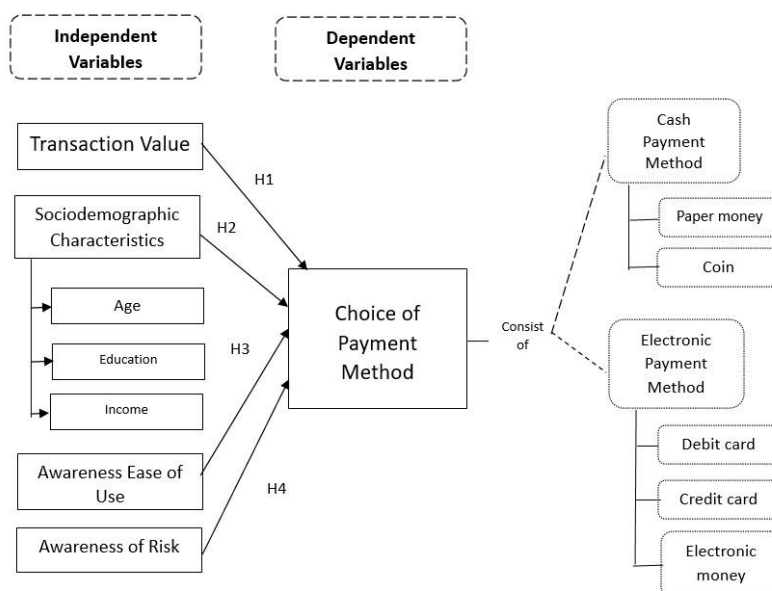 Independent
Variables
Dependent
Variables
Transaction Value
H1
Sociodemographic
Characteristics
H2
Age
Education
H3
Income
Awareness Ease of
Use
H4
Awareness of Risk
Choice of
Payment
Method
Consist
of
Cash
Payment
Method
Paper money
Coin
Electronic
Payment
Method
Debit card
Credit card
Electronic
money